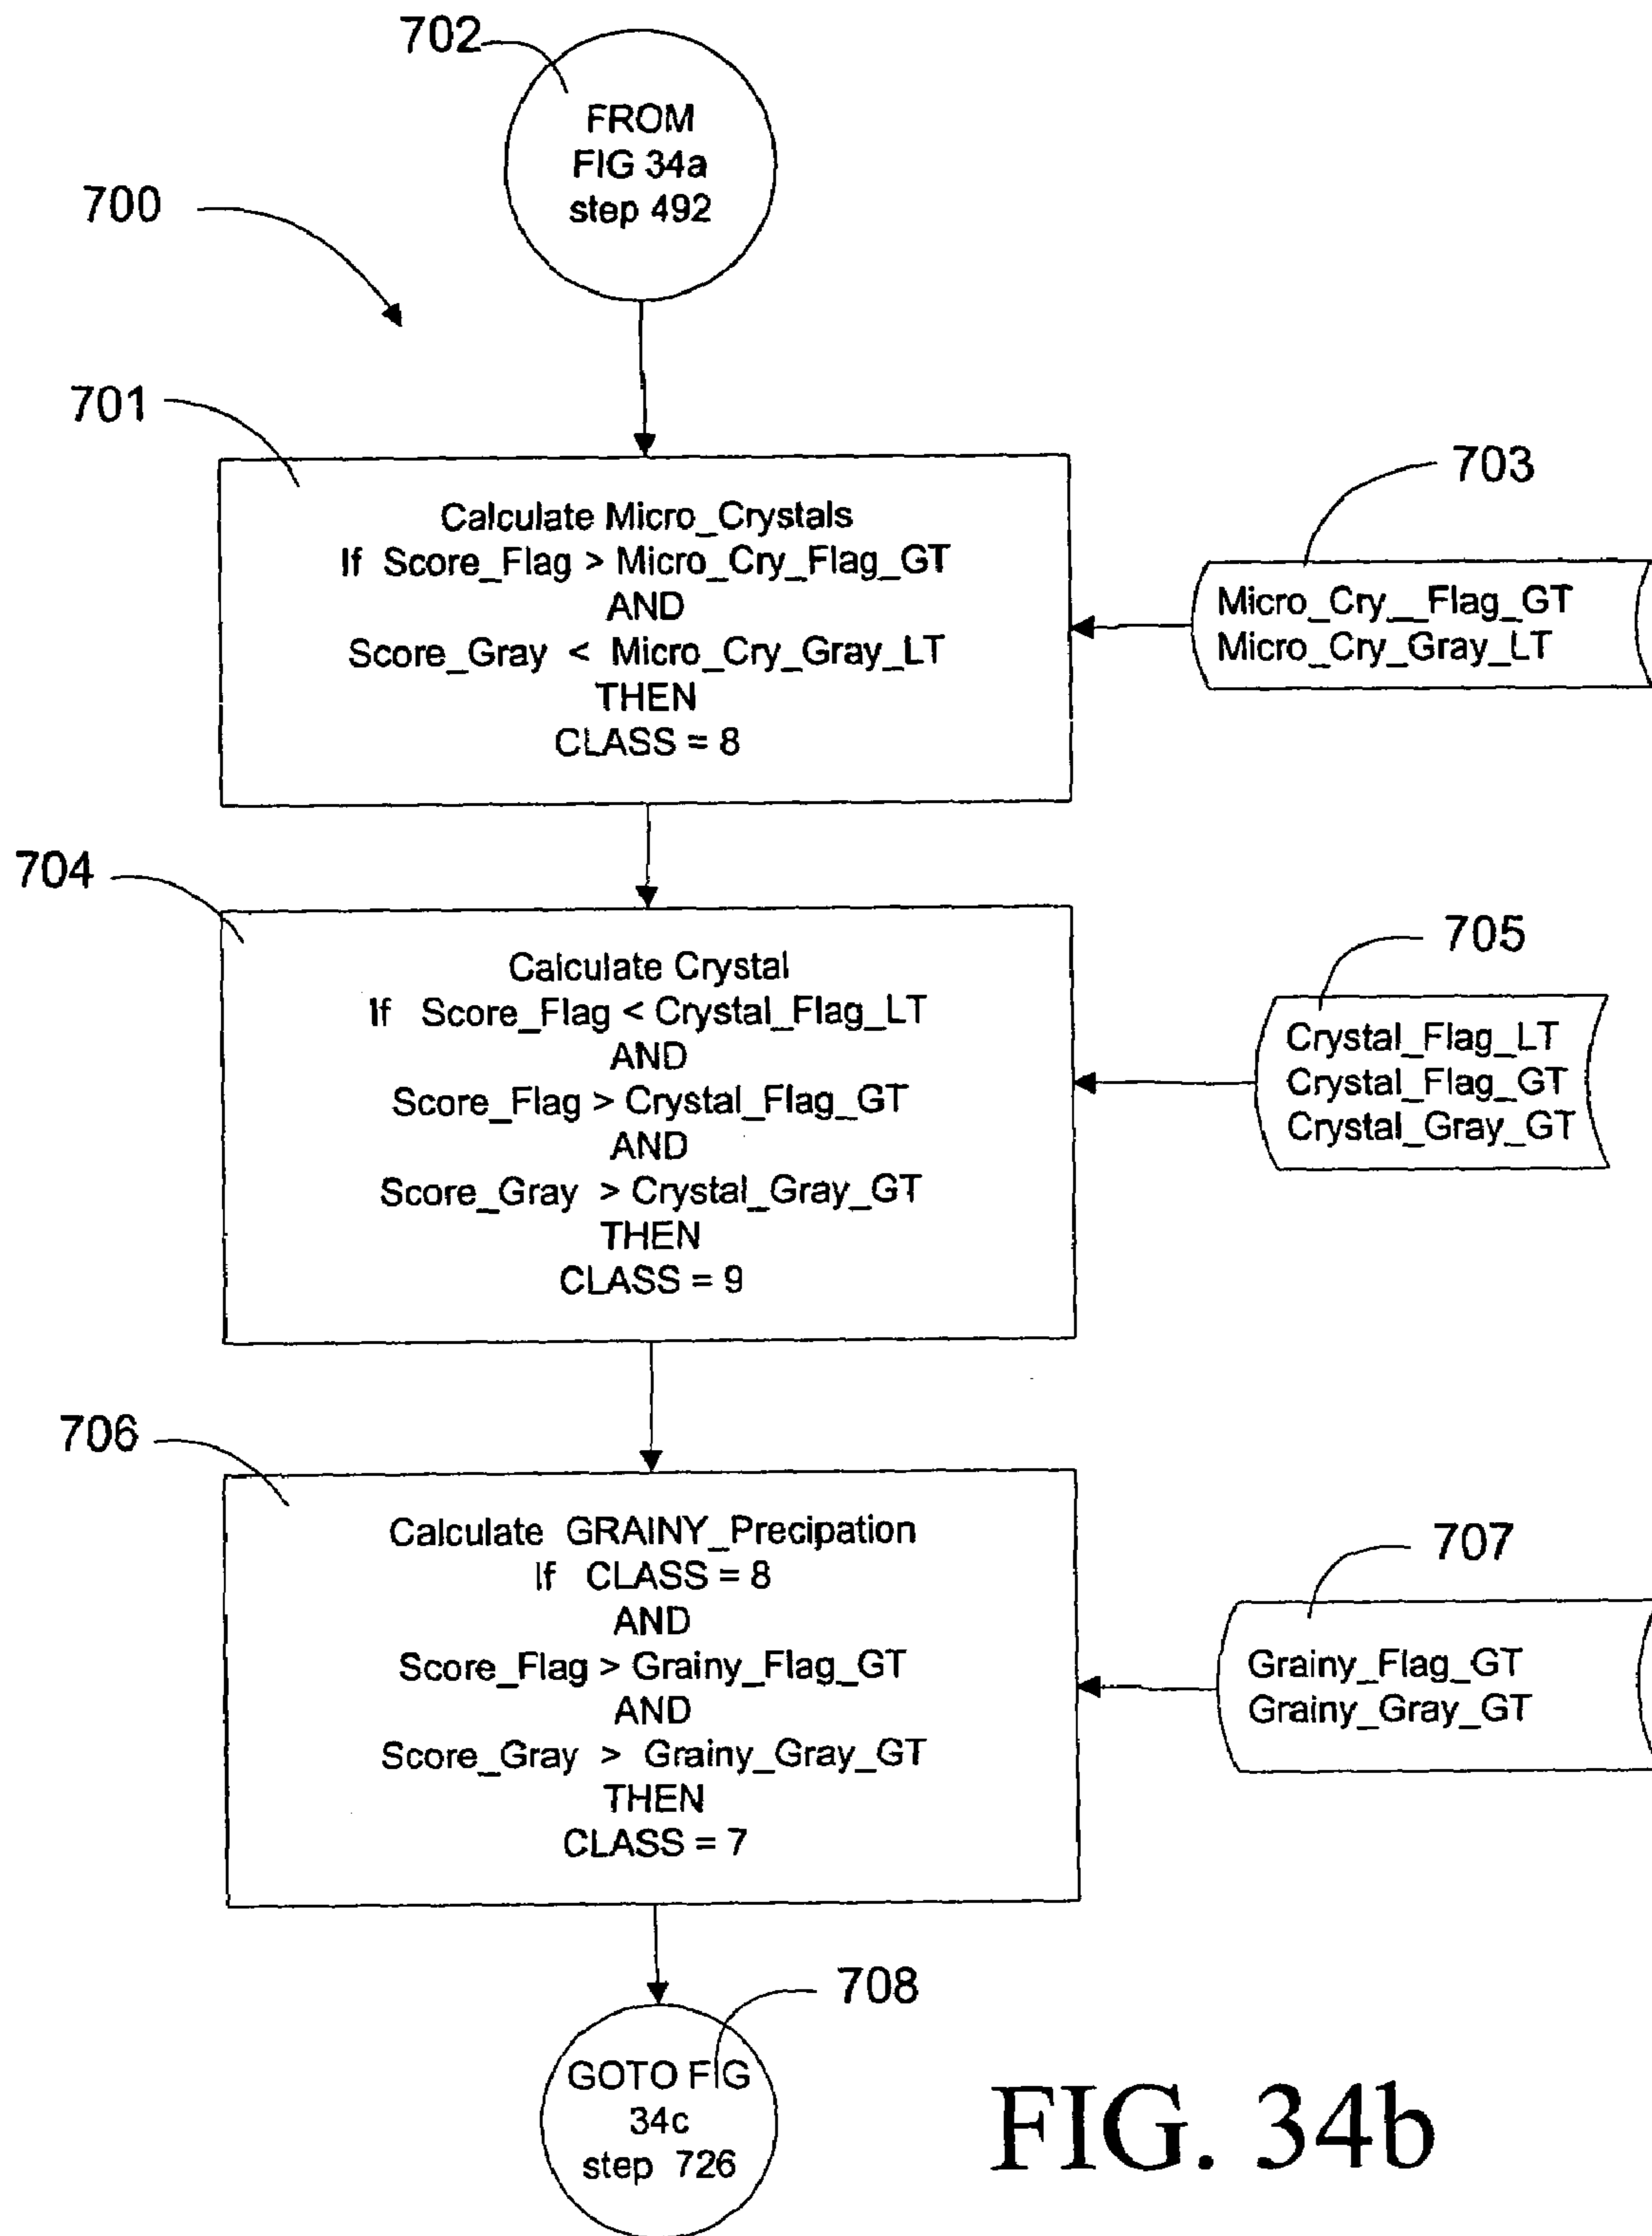 702
FROM
FIG 34a
step 492
700
701
Calculate Micro_Crystals
If Score_Flag > Micro_Cry_Flag_GT
AND
Score_Gray < Micro_Cry_Gray_LT
THEN
CLASS = 8
703
Micro_Cry__Flag_GT
Micro_Cry_Gray_LT
704
Calculate Crystal
If Score_Flag < Crystal_Flag_LT
AND
Score_Flag > Crystal_Flag_GT
AND
Score_Gray > Crystal_Gray_GT
THEN
CLASS = 9
705
Crystal_Flag_LT
Crystal_Flag_GT
Crystal_Gray_GT
706
Calculate GRAINY_Precipation
If CLASS = 8
AND
Score_Flag > Grainy_Flag_GT
AND
Score_Gray > Grainy_Gray_GT
THEN
CLASS = 7
707
Grainy_Flag_GT
Grainy_Gray_GT
708
GOTO FIG
34c
step 726
FIG. 34b